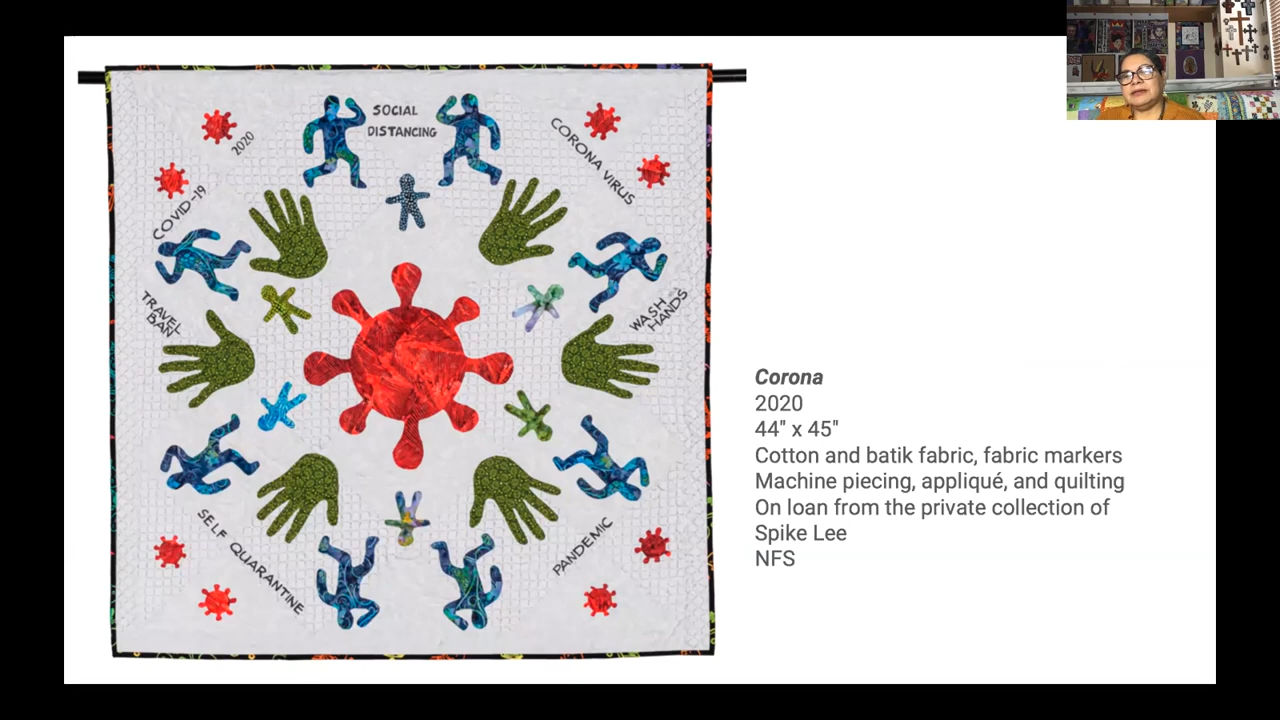 SOCIAL
DISTANCING
2020
CORONA VIRUS
COVID-19
TRAVEL
BAN
WASH
HANDS
SELF QUARANTINE
PANDEMIC
Corona
2020
44" x 45"
Cotton and batik fabric, fabric markers
Machine piecing, appliqué, and quilting
On loan from the private collection of
Spike Lee
NFS